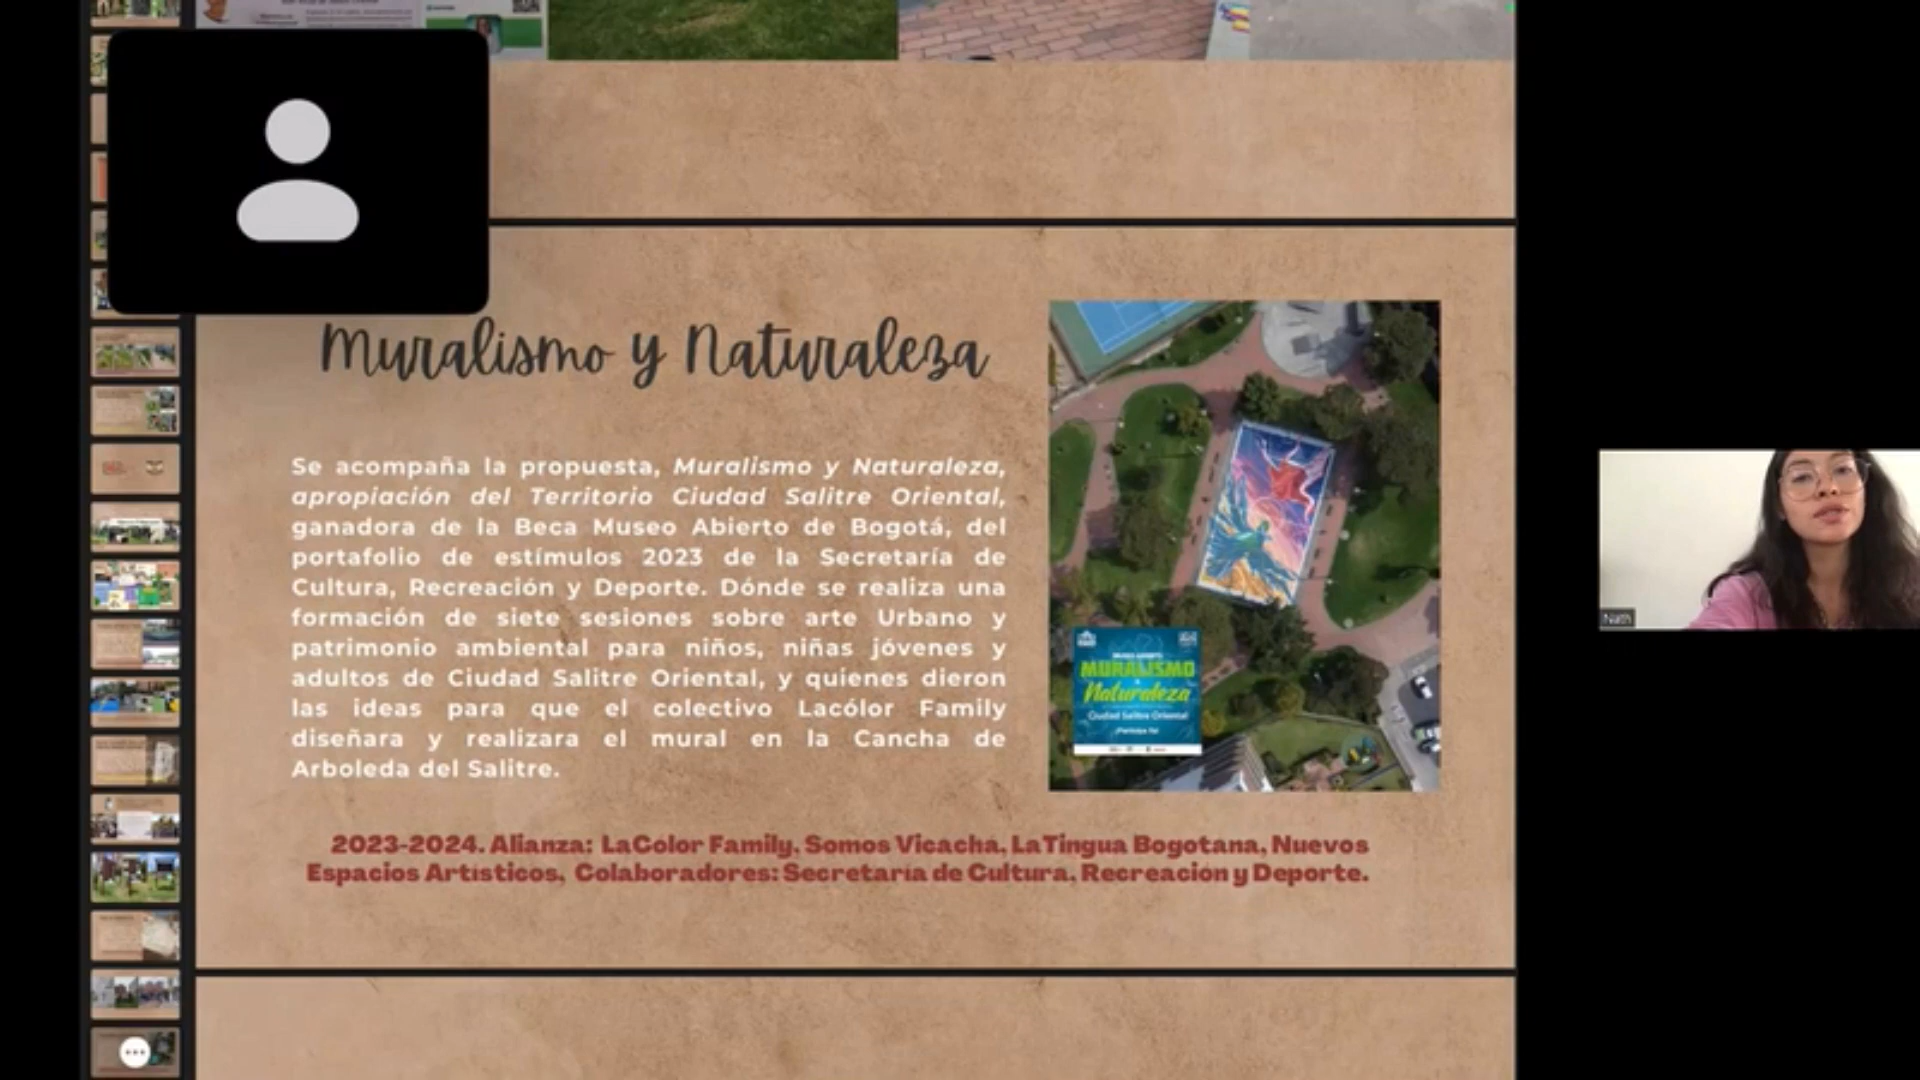 Muralismo y Naturaleza
Se acompaña la propuesta, Muralismo y Naturaleza,
apropiación del Territorio Ciudad Salitre Oriental,
ganadora de la Beca Museo Abierto de Bogotá, del
portafolio de estímulos 2023 de la Secretaría de
Cultura, Recreación y Deporte. Dónde se realiza una
formación de siete sesiones sobre arte Urbano y
patrimonio ambiental para niños, niñas jóvenes y
adultos de Ciudad Salitre Oriental, y quienes dieron
las ideas para que el colectivo Lacólor Family
diseñara y realizara el mural en la Cancha de
Arboleda del Salitre.
MURALISMO
Naturaleza
Ciudad Salitre Oriental
2023-2024. Alianza: LaColor Family, Somos Vicacha, LaTingua Bogotana, Nuevos
Espacios Artísticos, Colaboradores: Secretaría de Cultura, Recreación y Deporte.
Nath